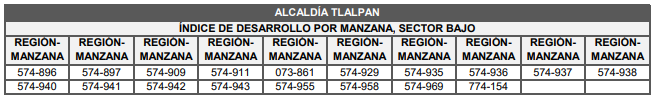 ALCALDÍA TLALPAN
ÍNDICE DE DESARROLLO POR MANZANA, SECTOR BAJO
REGIÓN- REGIÓN- REGIÓN- REGIÓN- REGIÓN- REGIÓN- REGIÓN- REGIÓN- REGIÓN- REGIÓN-
MANZANA MANZANA MANZANA MANZANA MANZANA MANZANA MANZANA MANZANA MANZANA MANZANA
574-896 574-897 574-909 574-911 073-861 574-929 574-935 574-936 574-937 574-938
574-940 574-941 574-942 574-943 574-955 574-958 574-969 774-154